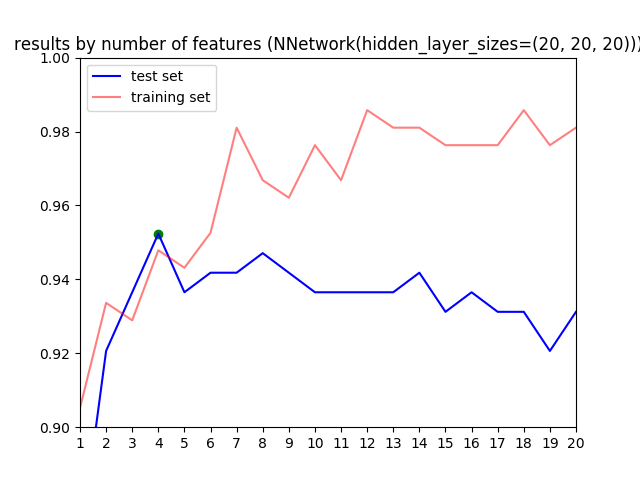 results by number of features (NNetwork(hidden_layer_sizes=(20, 20, 20)))
1.00
test set
training set
0.98
0.96
0.94
0.92
0.90
1 2 3 4 5 6 7 8 9 10 11 12 13 14 15 16 17 18 19 20